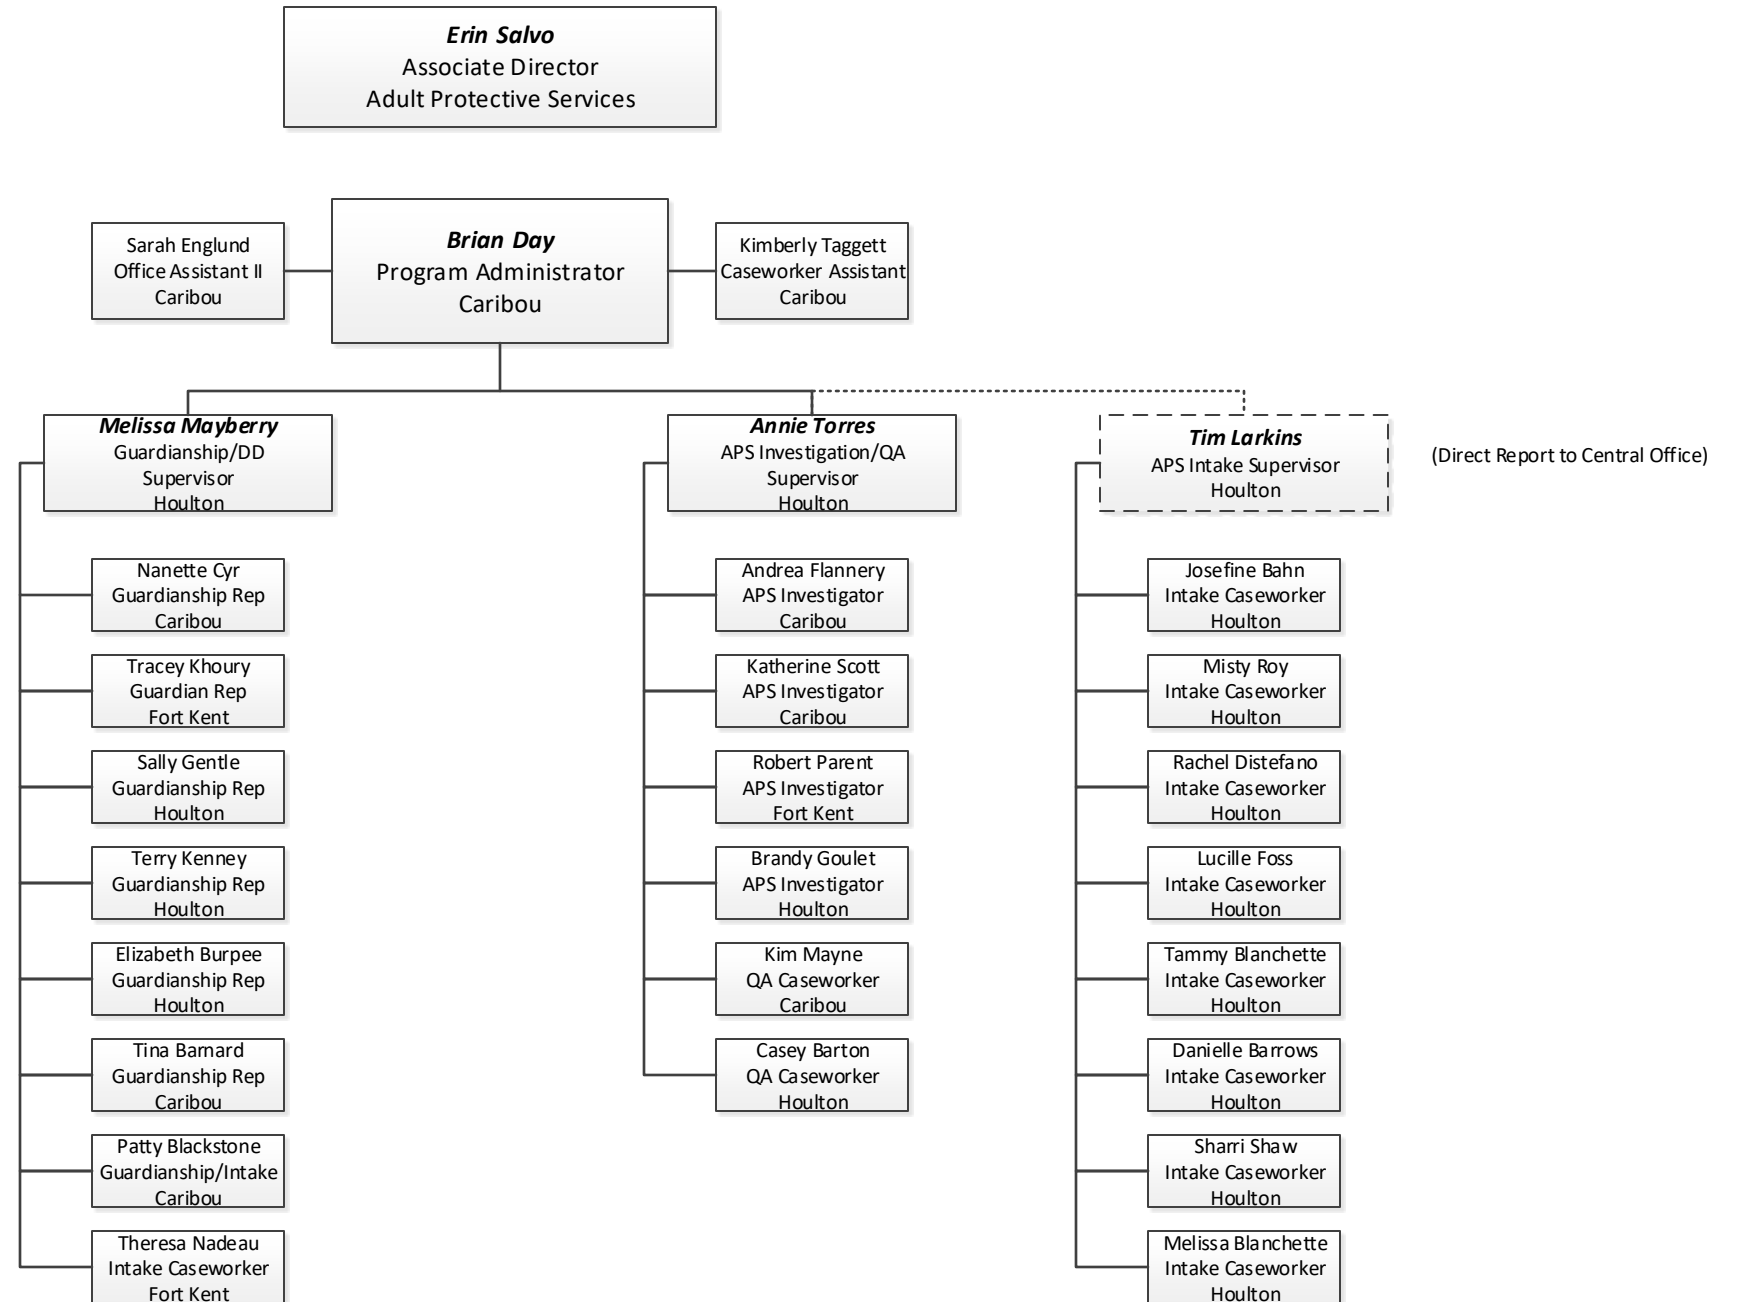 Erin Salvo
Associate Director
Adult Protective Services
Sarah Englund
Office Assistant II
Caribou
Brian Day
Program Administrator
Caribou
Kimberly Taggett
Caseworker Assistant
Caribou
Melissa Mayberry
Guardianship/DD
Supervisor
Houlton
Annie Torres
APS Investigation/QA
Supervisor
Houlton
Tim Larkins
APS Intake Supervisor
Houlton
(Direct Report to Central Office)
Nanette Cyr
Guardianship Rep
Caribou
Tracey Khoury
Guardian Rep
Fort Kent
Sally Gentle
Guardianship Rep
Houlton
Terry Kenney
Guardianship Rep
Houlton
Elizabeth Burpee
Guardianship Rep
Houlton
Tina Barnard
Guardianship Rep
Caribou
Patty Blackstone
Guardianship/Intake
Caribou
Theresa Nadeau
Intake Caseworker
Fort Kent
Andrea Flannery
APS Investigator
Caribou
Katherine Scott
APS Investigator
Caribou
Robert Parent
APS Investigator
Fort Kent
Brandy Goulet
APS Investigator
Houlton
Kim Mayne
QA Caseworker
Caribou
Casey Barton
QA Caseworker
Houlton
Josefine Bahn
Intake Caseworker
Houlton
Misty Roy
Intake Caseworker
Houlton
Rachel Distefano
Intake Caseworker
Houlton
Lucille Foss
Intake Caseworker
Houlton
Tammy Blanchette
Intake Caseworker
Houlton
Danielle Barrows
Intake Caseworker
Houlton
Sharri Shaw
Intake Caseworker
Houlton
Melissa Blanchette
Intake Caseworker
Houlton